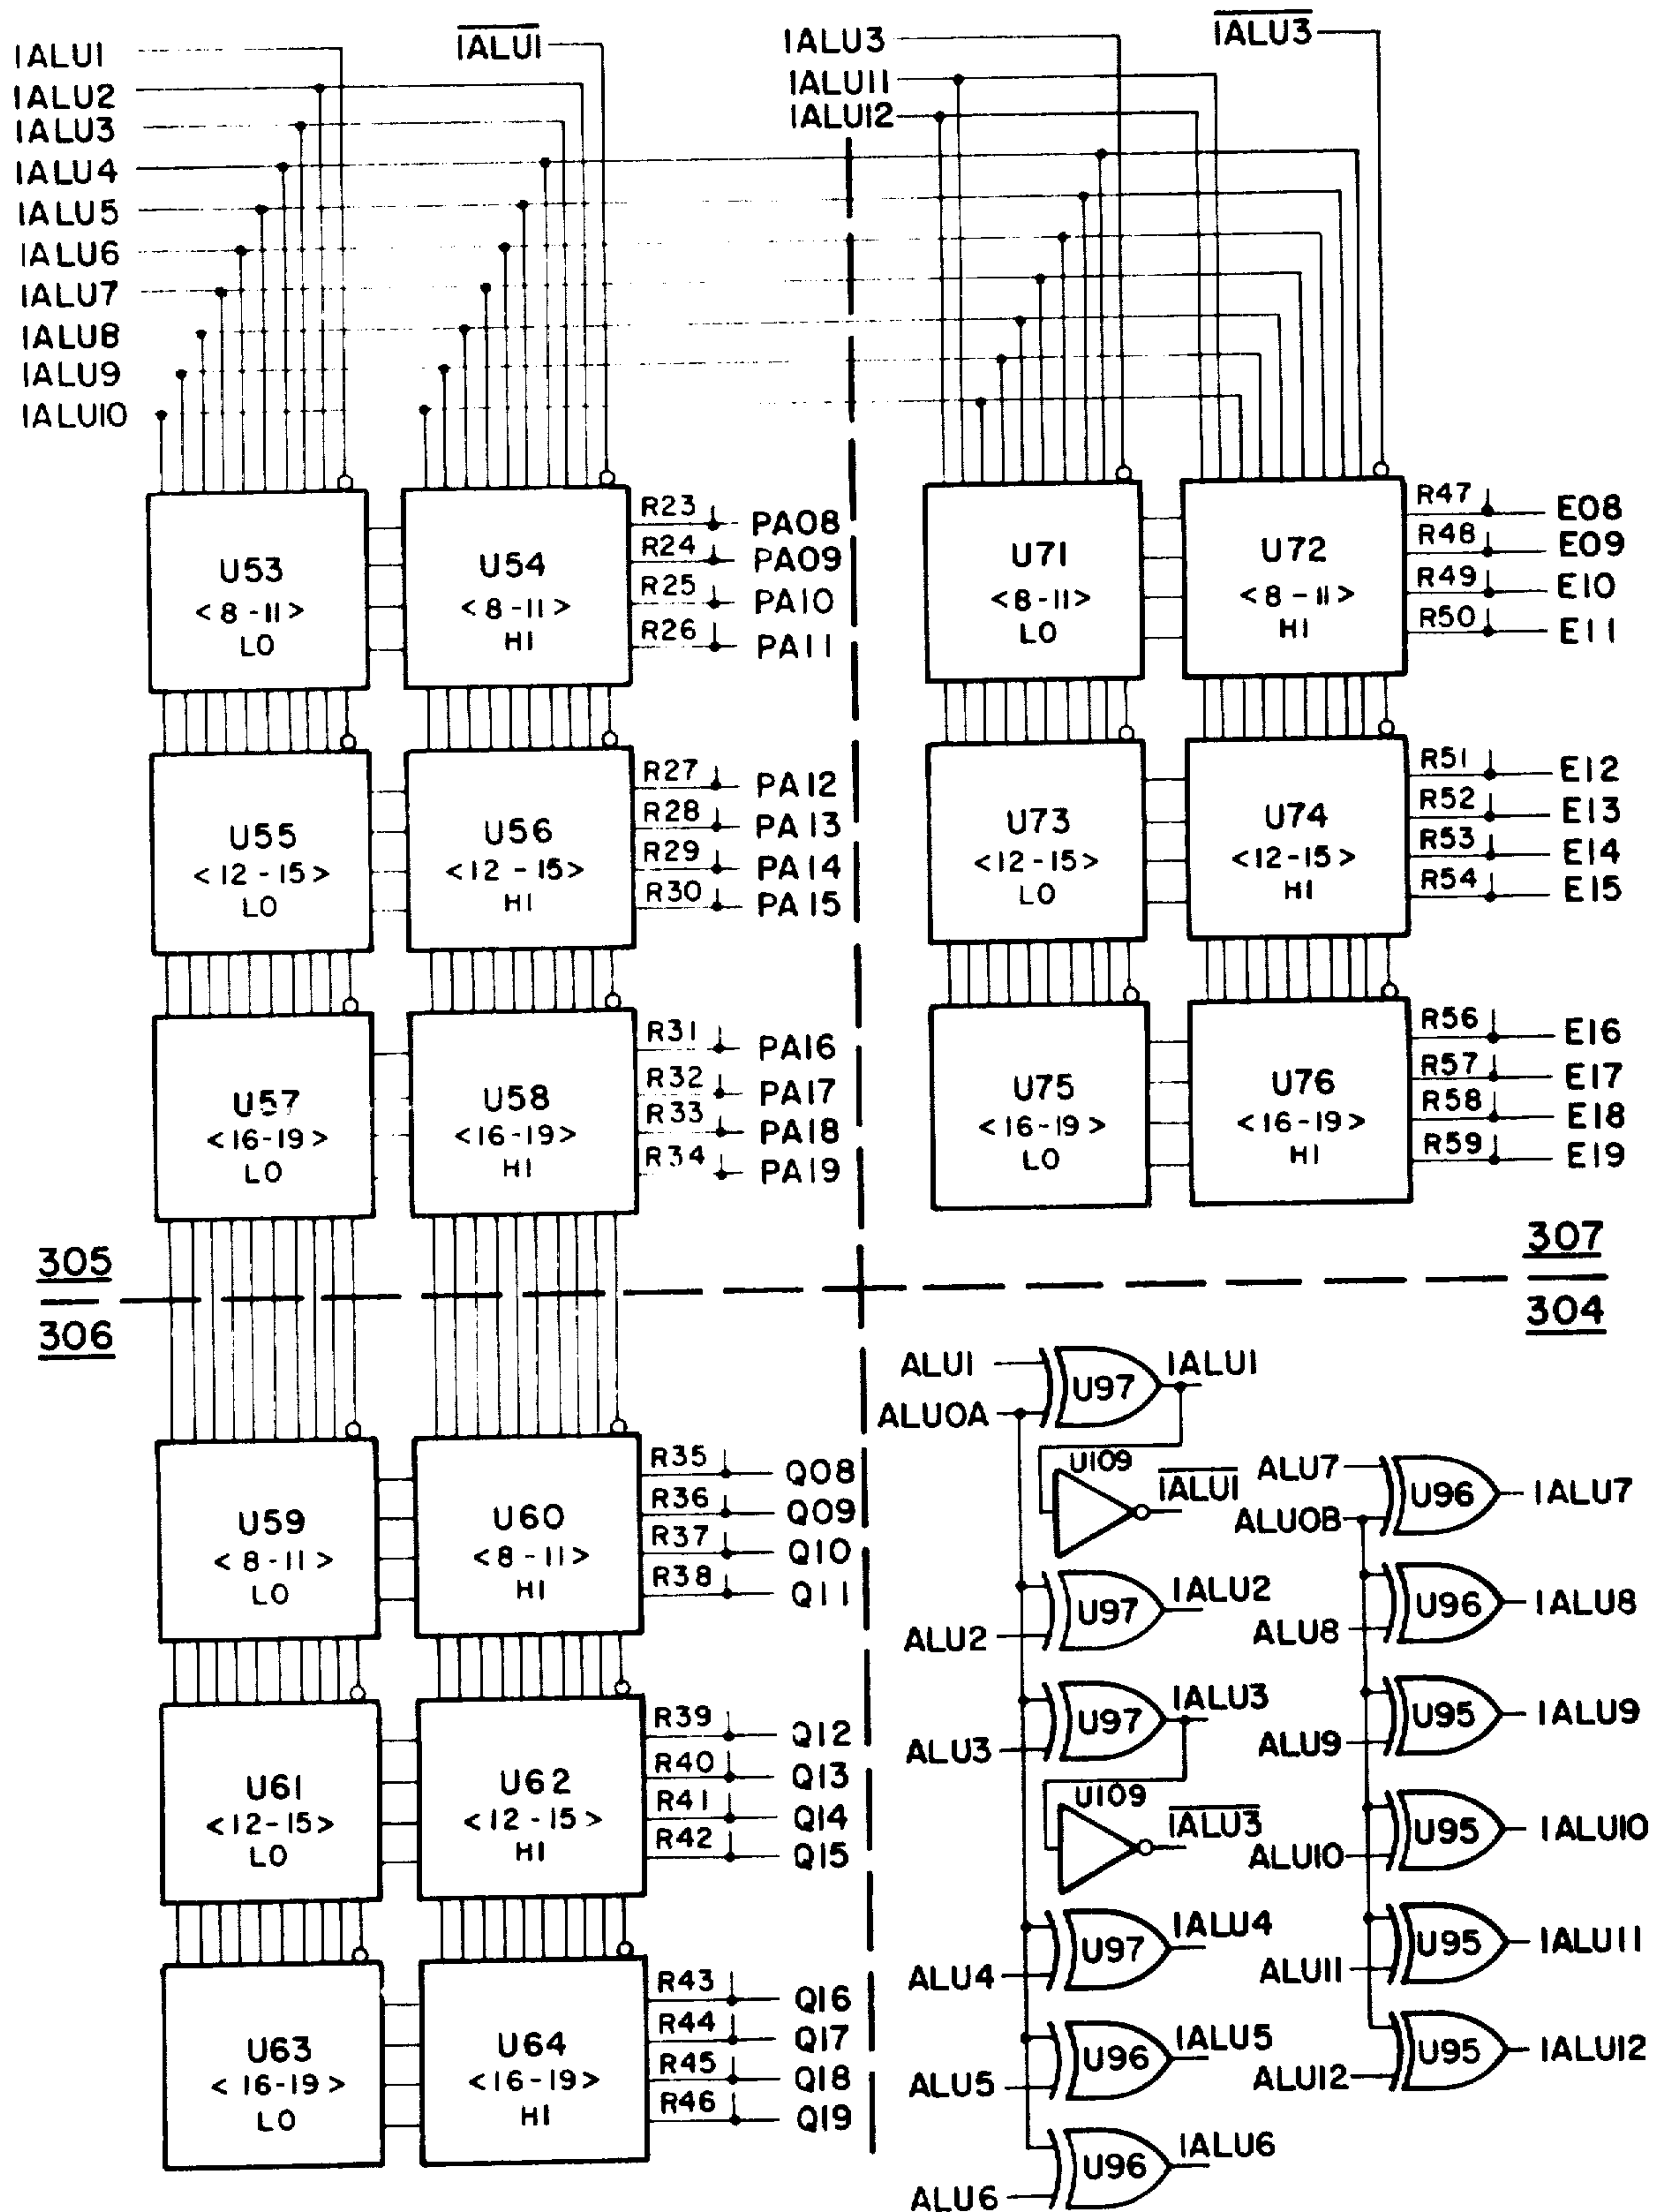 IALU1
IALU2
IALU3
IALU4
IALU5
IALU6
IALU7
IALU8
IALU9
IALU10
IALU1
IALU3
IALU11
IALU12
IALU3
U53
<8-11>
LO
U54
<8-11>
HI
R23 PA08
R24 PA09
R25 PA10
R26 PA11
U55
<12-15>
LO
U56
<12-15>
HI
R27 PA12
R28 PA13
R29 PA14
R30 PA15
U57
<16-19>
LO
U58
<16-19>
HI
R31 PA16
R32 PA17
R33 PA18
R34 PA19
U71
<8-11>
LO
U72
<8-11>
HI
R47 E08
R48 E09
R49 E10
R50 E11
U73
<12-15>
LO
U74
<12-15>
HI
R51 E12
R52 E13
R53 E14
R54 E15
U75
<16-19>
LO
U76
<16-19>
HI
R56 E16
R57 E17
R58 E18
R59 E19
305
306
307
304
U59
<8-11>
LO
U60
<8-11>
HI
R35 Q08
R36 Q09
R37 Q10
R38 Q11
U61
<12-15>
LO
U62
<12-15>
HI
R39 Q12
R40 Q13
R41 Q14
R42 Q15
U63
<16-19>
LO
U64
<16-19>
HI
R43 Q16
R44 Q17
R45 Q18
R46 Q19
ALU1
ALU0A
U97
IALU1
U109
IALU1
ALU2
U97
IALU2
ALU3
U97
IALU3
U109
IALU3
ALU4
U97
IALU4
ALU5
U96
IALU5
ALU6
U96
IALU6
ALU7
ALU0B
U96
IALU7
ALU8
U96
IALU8
ALU9
U95
IALU9
ALU10
U95
IALU10
ALU11
U95
IALU11
ALU12
U95
IALU12